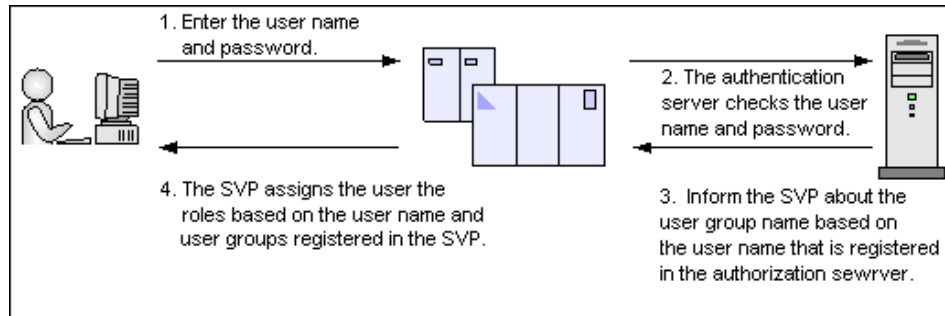 1. Enter the user name
and password.
2. The authentication
server checks the user
name and password.
4. The SVP assigns the user the
roles based on the user name and
user groups registered in the SVP.
3. Inform the SVP about the
user group name based on
the user name that is registered
in the authorization sewrver.